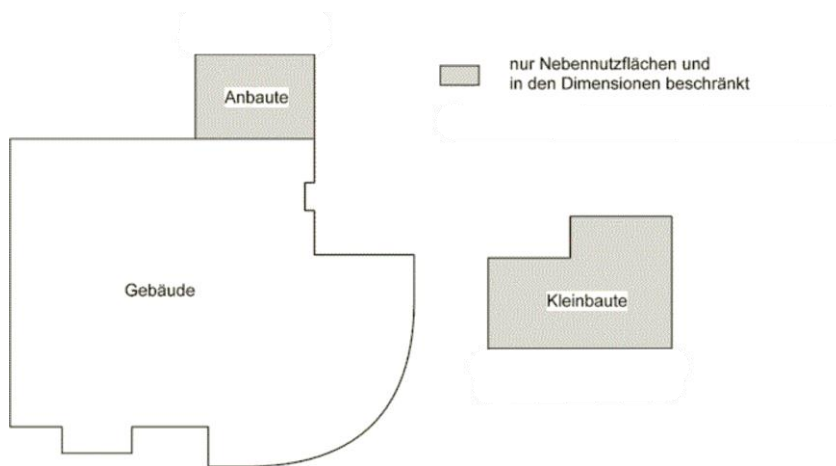 nur Nebennutzflächen und
in den Dimensionen beschränkt
Anbaute
Gebäude
Kleinbaute